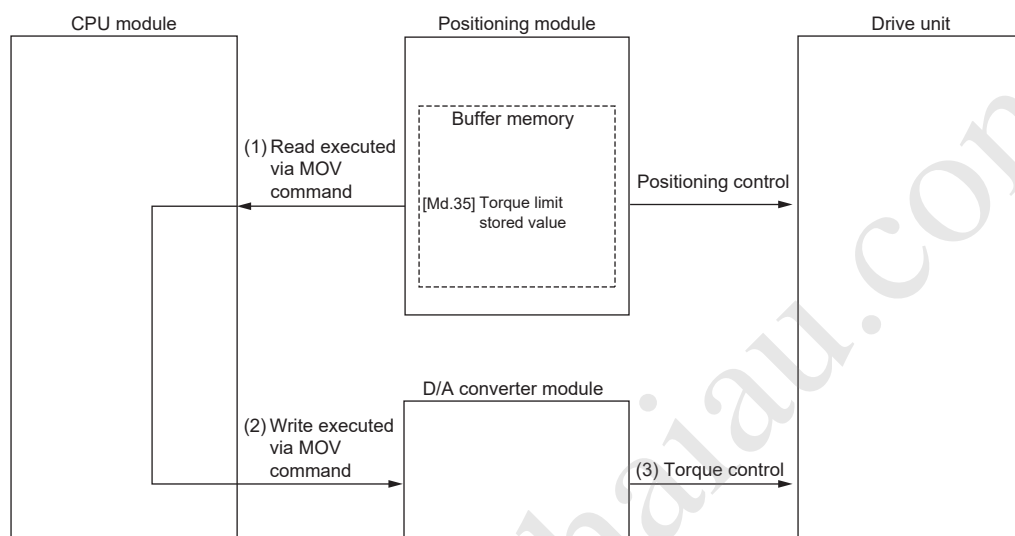 CPU module
Positioning module
Drive unit
Buffer memory
(1) Read executed
via MOV
command
[Md.35] Torque limit
stored value
Positioning control
D/A converter module
(2) Write executed
via MOV
command
(3) Torque control